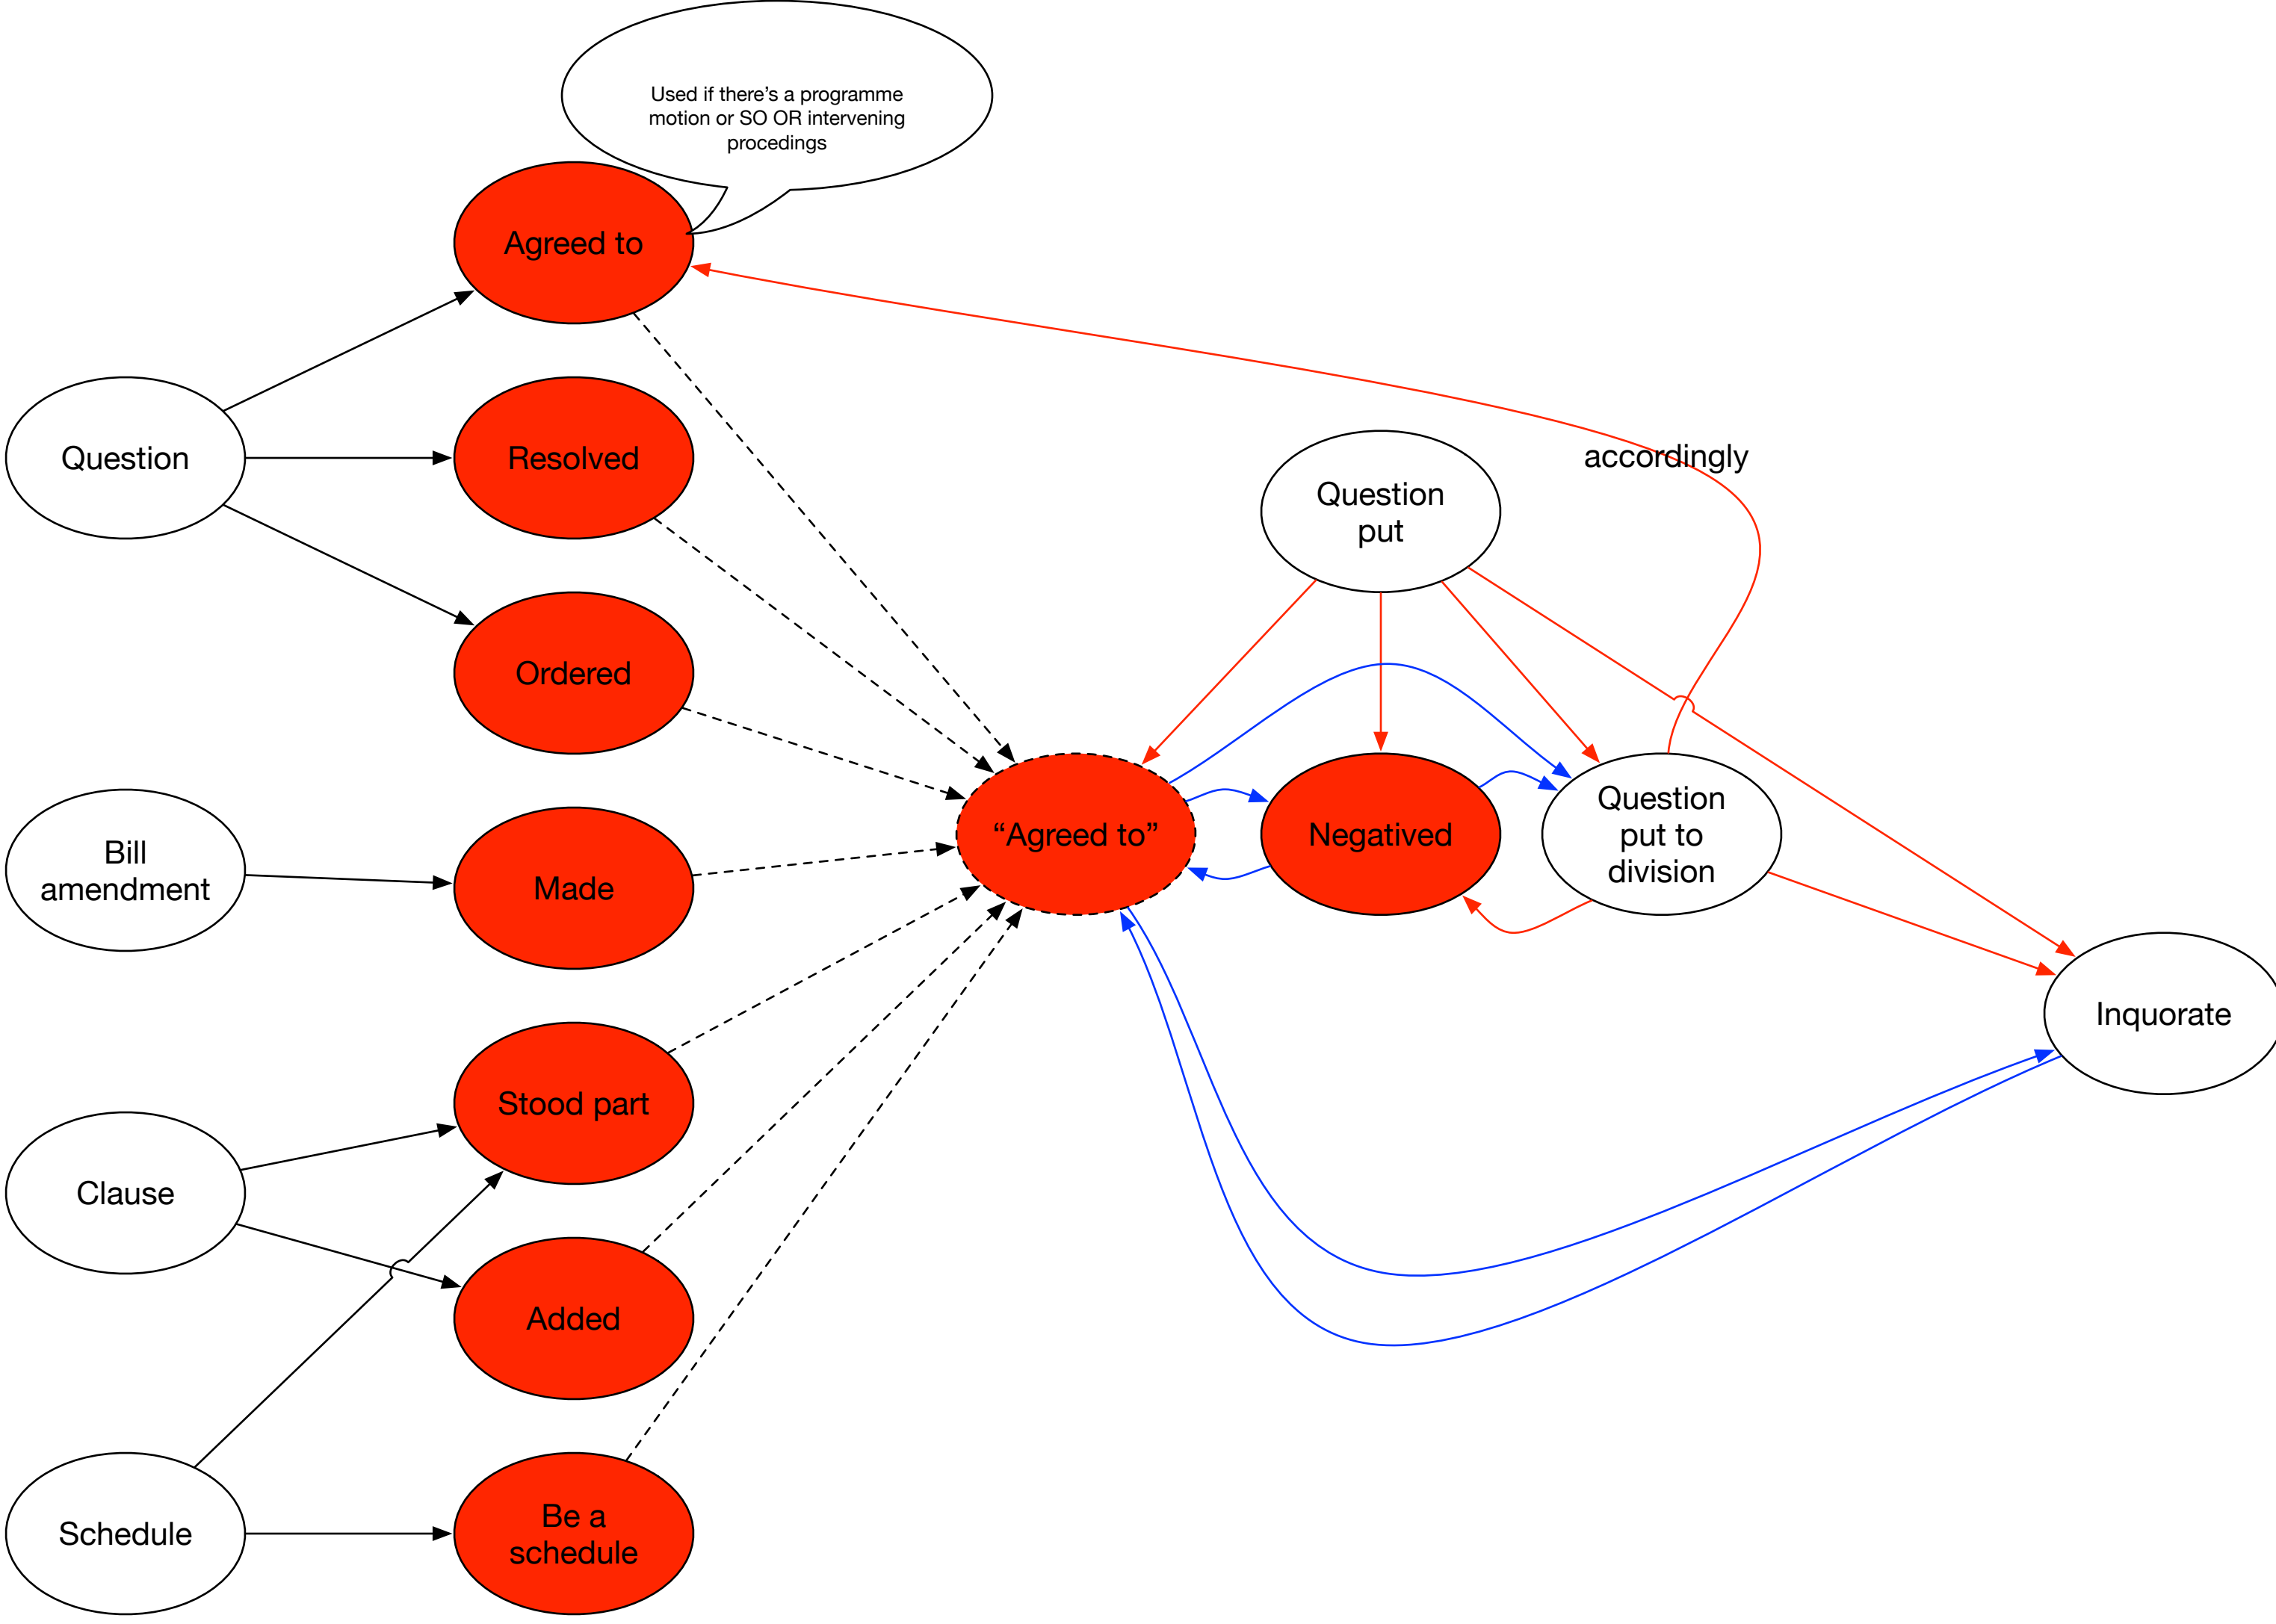 Used if there’s a programme
motion or SO OR intervening
procedings
Agreed to
Question
Resolved
accordingly
Question
put
Ordered
Bill
amendment
Made
“Agreed to”
Negatived
Question
put to
division
Inquorate
Stood part
Clause
Added
Schedule
Be a
schedule